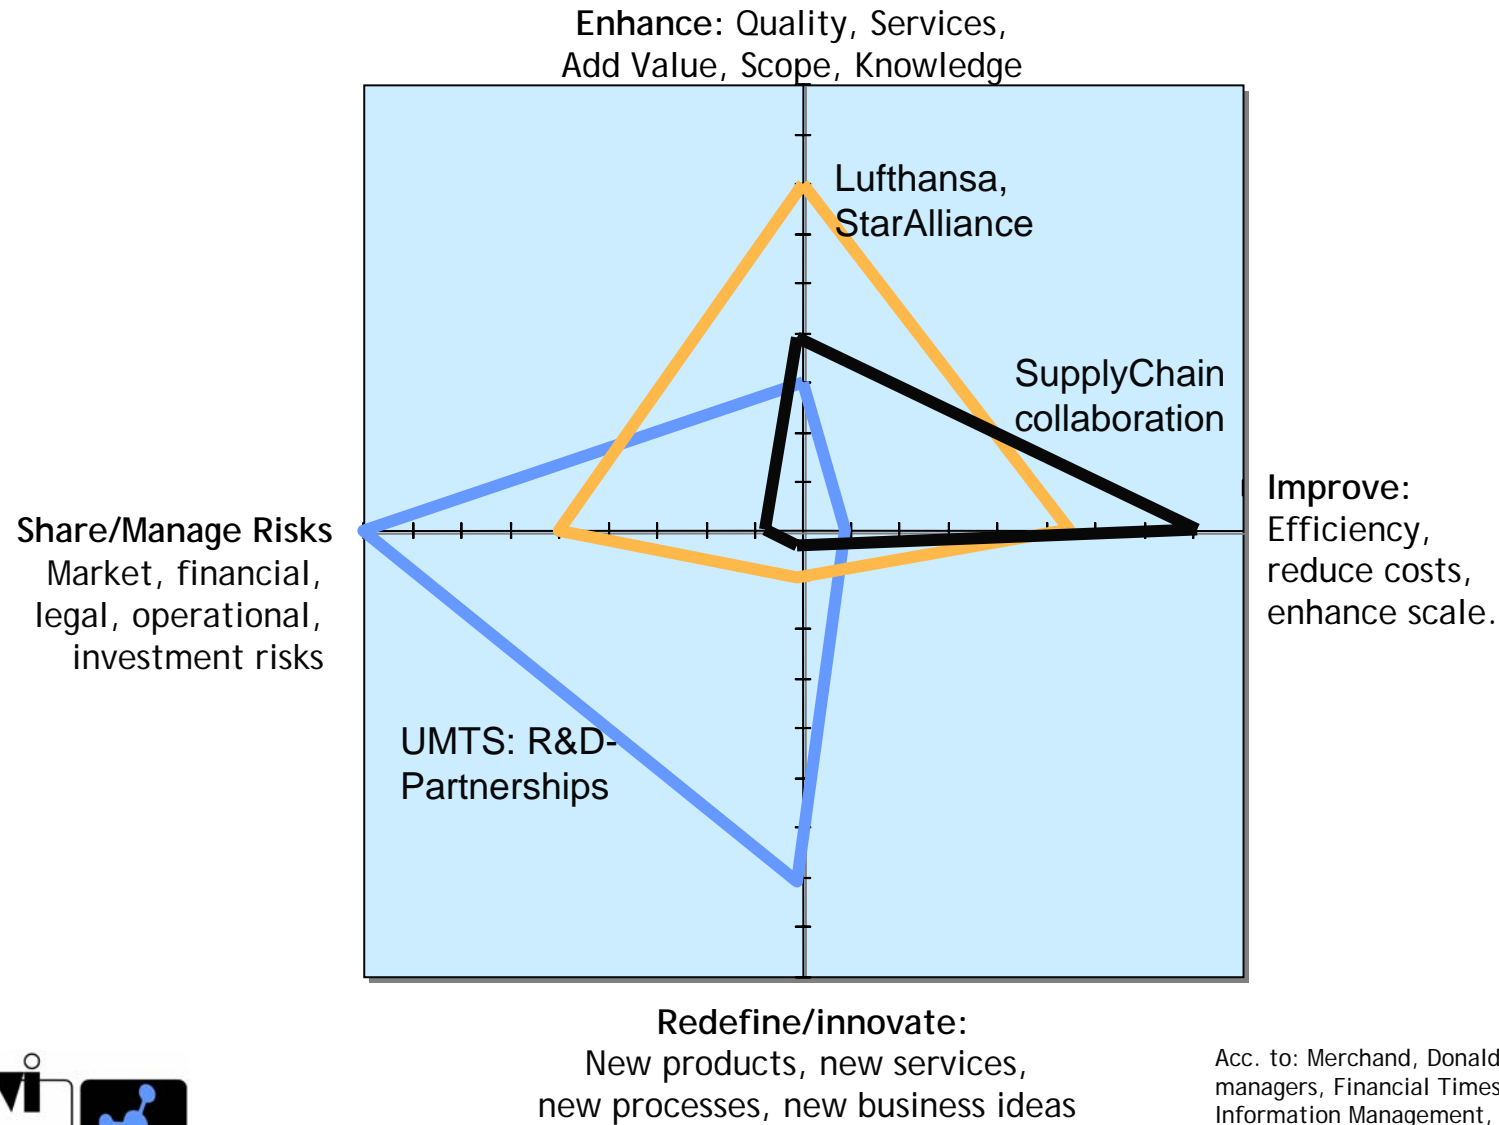 Enhance: Quality, Services,
Add Value, Scope, Knowledge
Lufthansa,
StarAlliance
SupplyChain
collaboration
Improve:
Efficiency,
reduce costs,
enhance scale.
Share/Manage Risks
Market, financial,
legal, operational,
investment risks
UMTS: R&D-
Partnerships
Redefine/innovate:
New products, new services,
new processes, new business ideas
Acc. to: Merchand, Donald
managers, Financial Times
Information Management,